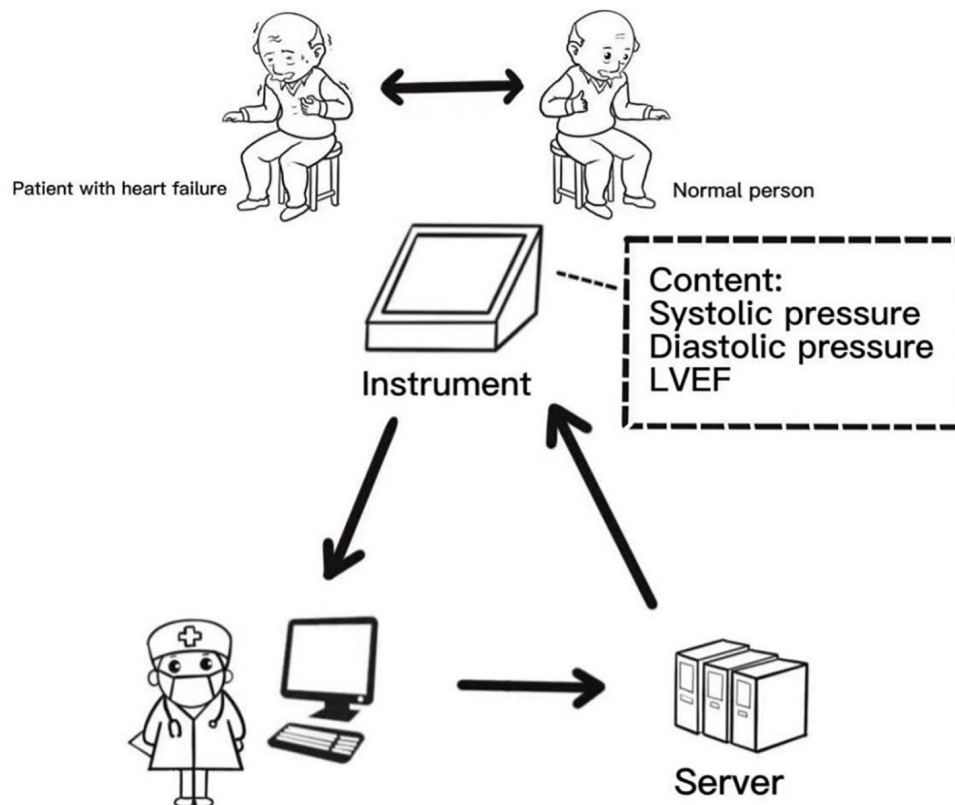 Patient with heart failure
Normal person
Content:
Systolic pressure
Diastolic pressure
LVEF
Instrument
Server